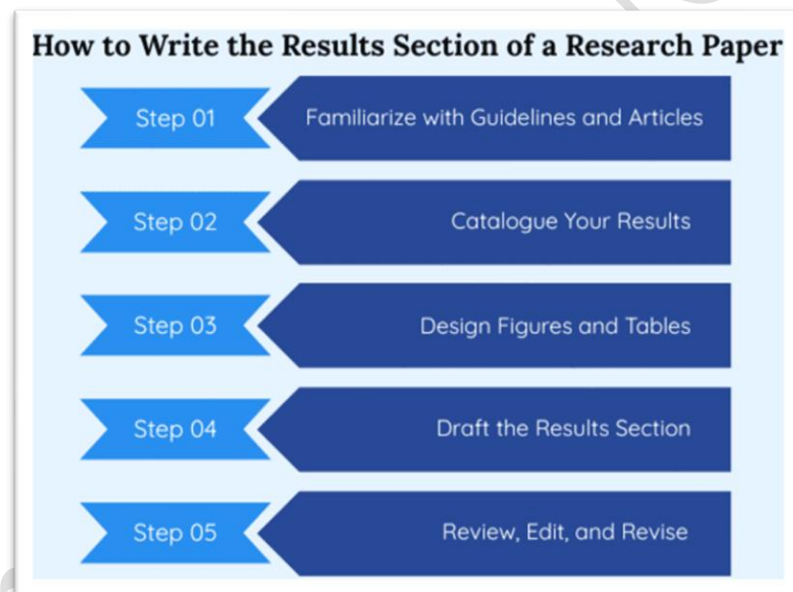 How to Write the Results Section of a Research Paper
Step 01 Familiarize with Guidelines and Articles
Step 02 Catalogue Your Results
Step 03 Design Figures and Tables
Step 04 Draft the Results Section
Step 05 Review, Edit, and Revise